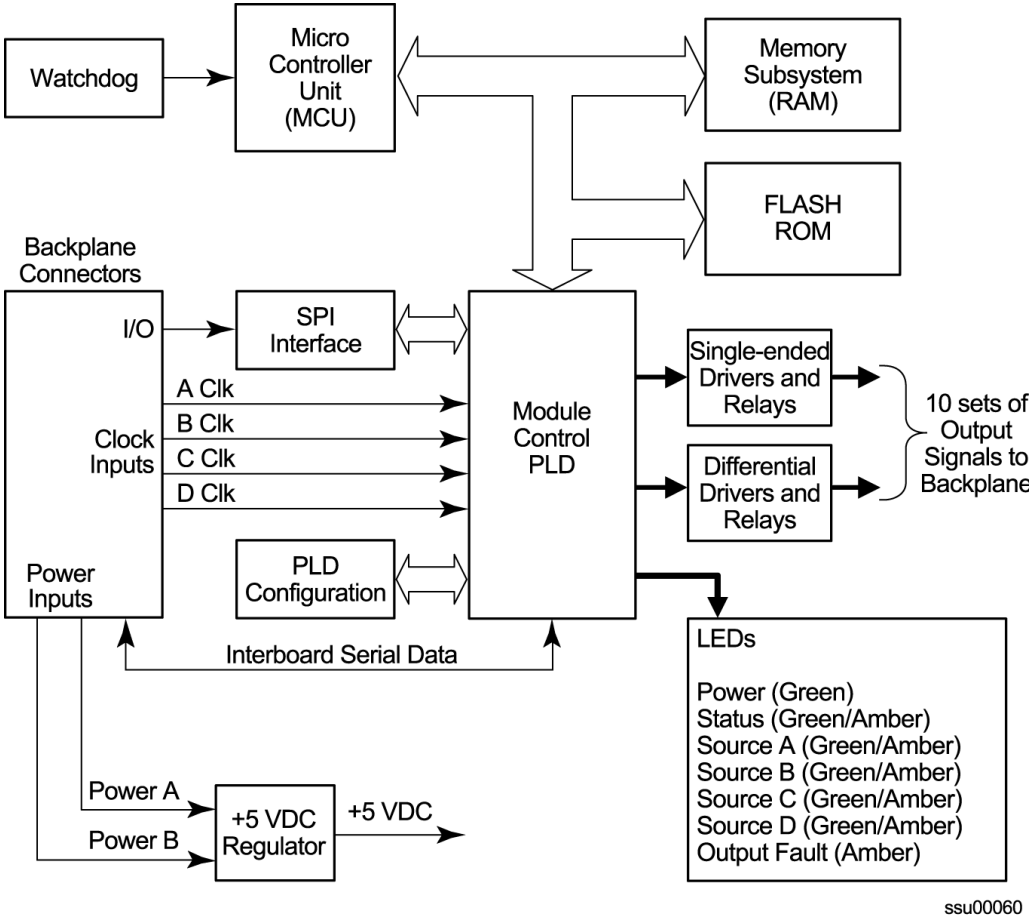 Watchdog
Micro
Controller
Unit
(MCU)
Memory
Subsystem
(RAM)
FLASH
ROM
Backplane
Connectors
I/O
SPI
Interface
A Clk
B Clk
C Clk
D Clk
Clock
Inputs
Module
Control
PLD
Single-ended
Drivers and
Relays
Differential
Drivers and
Relays
10 sets of
Output
Signals to
Backplane
PLD
Configuration
Power
Inputs
Interboard Serial Data
LEDs
Power (Green)
Status (Green/Amber)
Source A (Green/Amber)
Source B (Green/Amber)
Source C (Green/Amber)
Source D (Green/Amber)
Output Fault (Amber)
Power A
Power B
+5 VDC
Regulator
+5 VDC
ssu00060